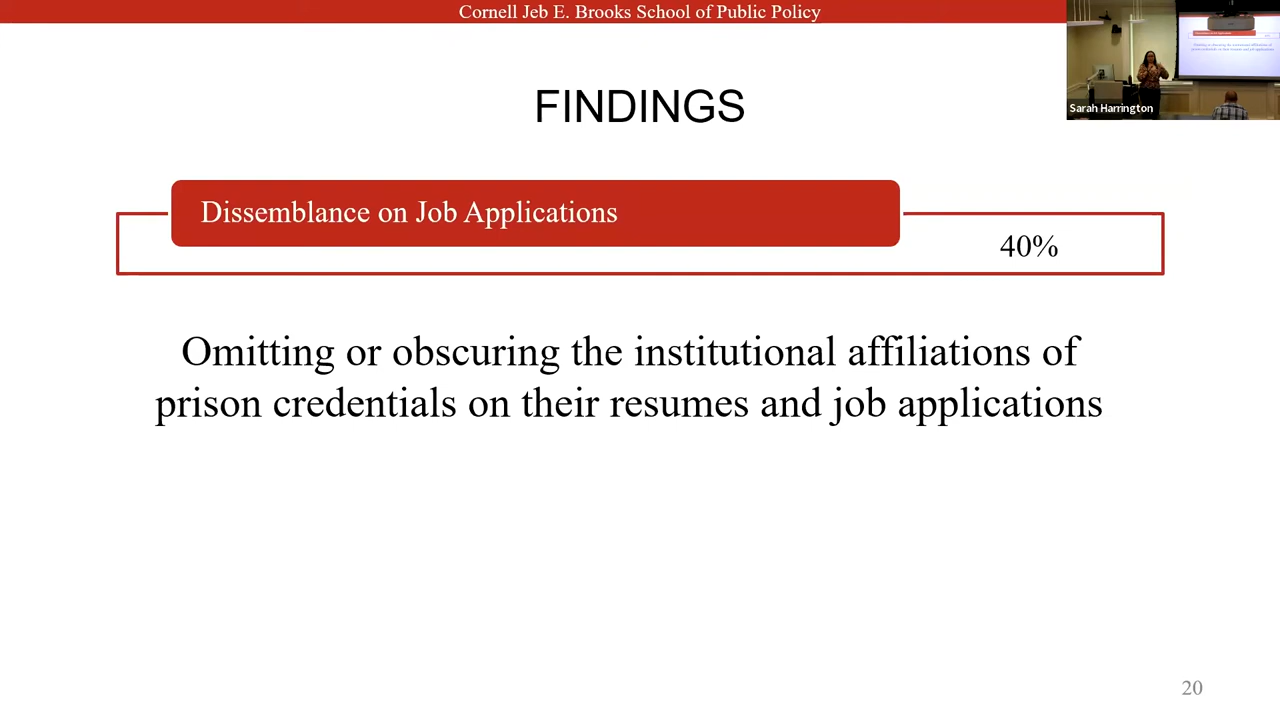 Cornell Jeb E. Brooks School of Public Policy
Sarah Harrington
FINDINGS
Dissemblance on Job Applications
40%
Omitting or obscuring the institutional affiliations of
prison credentials on their resumes and job applications
20